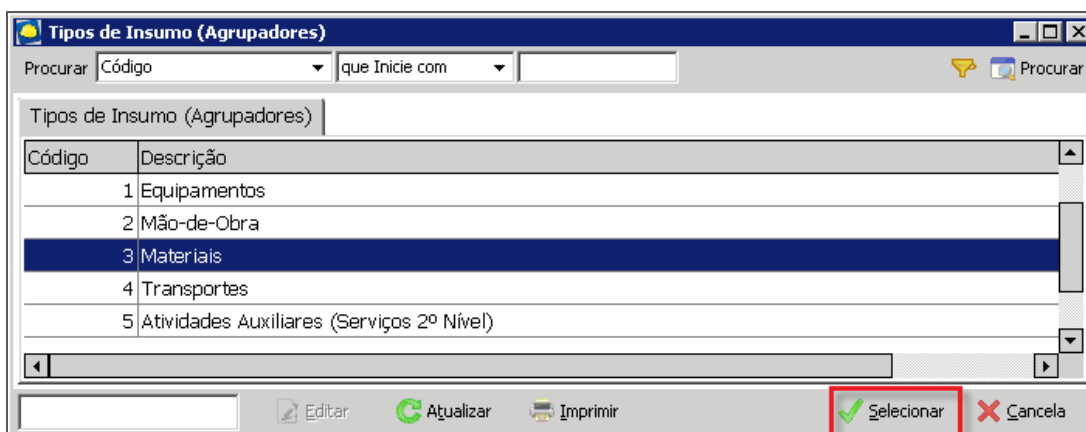 Tipos de Insumo (Agrupadores)
Procurar Código que Inicie com Procurar
Tipos de Insumo (Agrupadores)
Código Descrição
1 Equipamentos
2 Mão-de-Obra
3 Materiais
4 Transportes
5 Atividades Auxiliares (Serviços 2º Nível)
Editar Atualizar Imprimir Selecionar Cancela